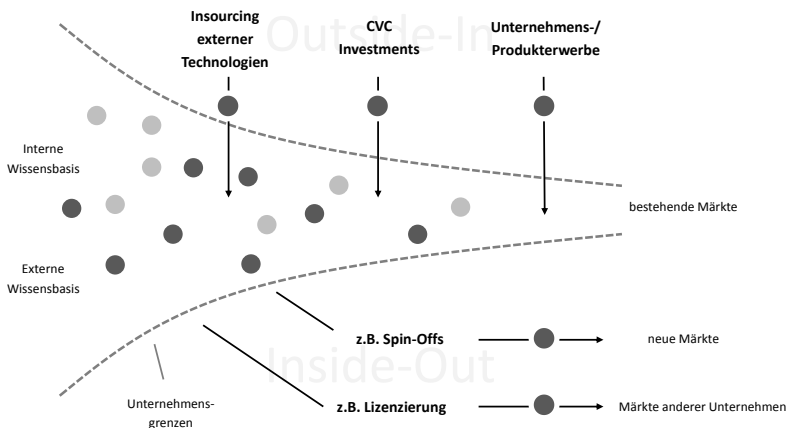 Outside-In
Insourcing
externer
Technologien
CVC
Investments
Unternehmens-/
Produkterwerbe
Interne
Wissensbasis
bestehende Märkte
Externe
Wissensbasis
z.B. Spin-Offs
neue Märkte
Inside-Out
Unternehmens-
grenzen
z.B. Lizenzierung
Märkte anderer Unternehmen